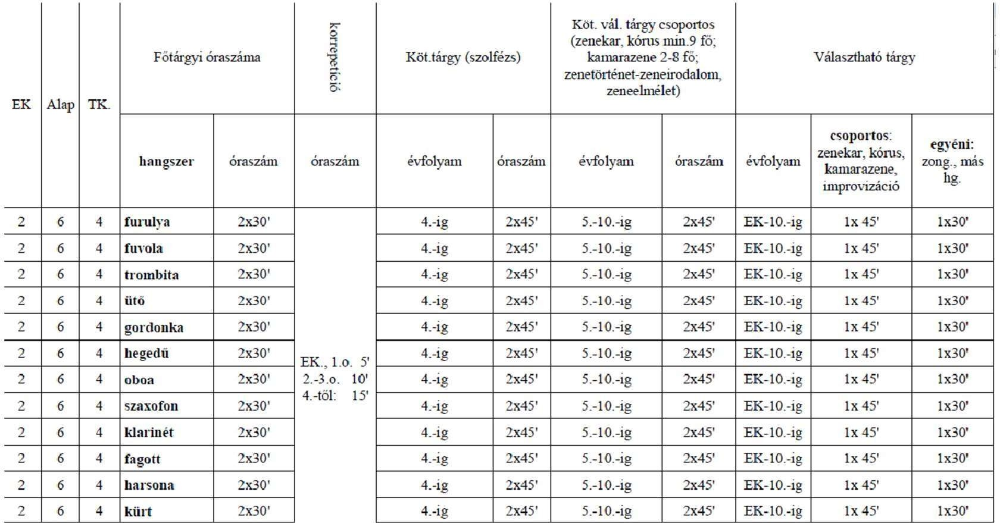 EK Alap TK. Főtárgyi óraszáma korrepetíció Köt.tárgy (szolfézs) Köt. vál. tárgy csoportos
(zenekar, kórus min.9 fő;
kamarazene 2-8 fő;
zenetörténet-zeneirodalom,
zeneelmélet)
Választható tárgy
hangszer óraszám óraszám évfolyam óraszám évfolyam óraszám évfolyam
csoportos:
zenekar, kórus,
kamarazene,
improvizáció
egyéni:
zong., más
hg.
2 6 4 furulya 2x30' 4.-ig 2x45' 5.-10.-ig 2x45' EK-10.-ig 1x 45' 1x30'
2 6 4 fuvola 2x30' 4.-ig 2x45' 5.-10.-ig 2x45' EK-10.-ig 1x 45' 1x30'
2 6 4 trombita 2x30' 4.-ig 2x45' 5.-10.-ig 2x45' EK-10.-ig 1x 45' 1x30'
2 6 4 ütő 2x30' 4.-ig 2x45' 5.-10.-ig 2x45' EK-10.-ig 1x 45' 1x30'
2 6 4 gordonka 2x30' 4.-ig 2x45' 5.-10.-ig 2x45' EK-10.-ig 1x 45' 1x30'
2 6 4 hegedű 2x30' 4.-ig 2x45' 5.-10.-ig 2x45' EK-10.-ig 1x 45' 1x30'
EK., 1.o. 5'
2.-3.o. 10'
4.-től: 15'
2 6 4 oboa 2x30' 4.-ig 2x45' 5.-10.-ig 2x45' EK-10.-ig 1x 45' 1x30'
2 6 4 szaxofon 2x30' 4.-ig 2x45' 5.-10.-ig 2x45' EK-10.-ig 1x 45' 1x30'
2 6 4 klarinét 2x30' 4.-ig 2x45' 5.-10.-ig 2x45' EK-10.-ig 1x 45' 1x30'
2 6 4 fagott 2x30' 4.-ig 2x45' 5.-10.-ig 2x45' EK-10.-ig 1x 45' 1x30'
2 6 4 harsona 2x30' 4.-ig 2x45' 5.-10.-ig 2x45' EK-10.-ig 1x 45' 1x30'
2 6 4 kürt 2x30' 4.-ig 2x45' 5.-10.-ig 2x45' EK-10.-ig 1x 45' 1x30'